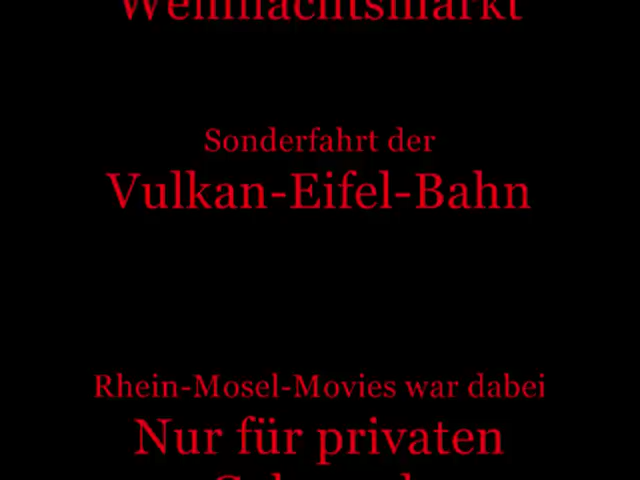 Weihnachtsmarkt
Sonderfahrt der
Vulkan-Eifel-Bahn
Rhein-Mosel-Movies war dabei
Nur für privaten